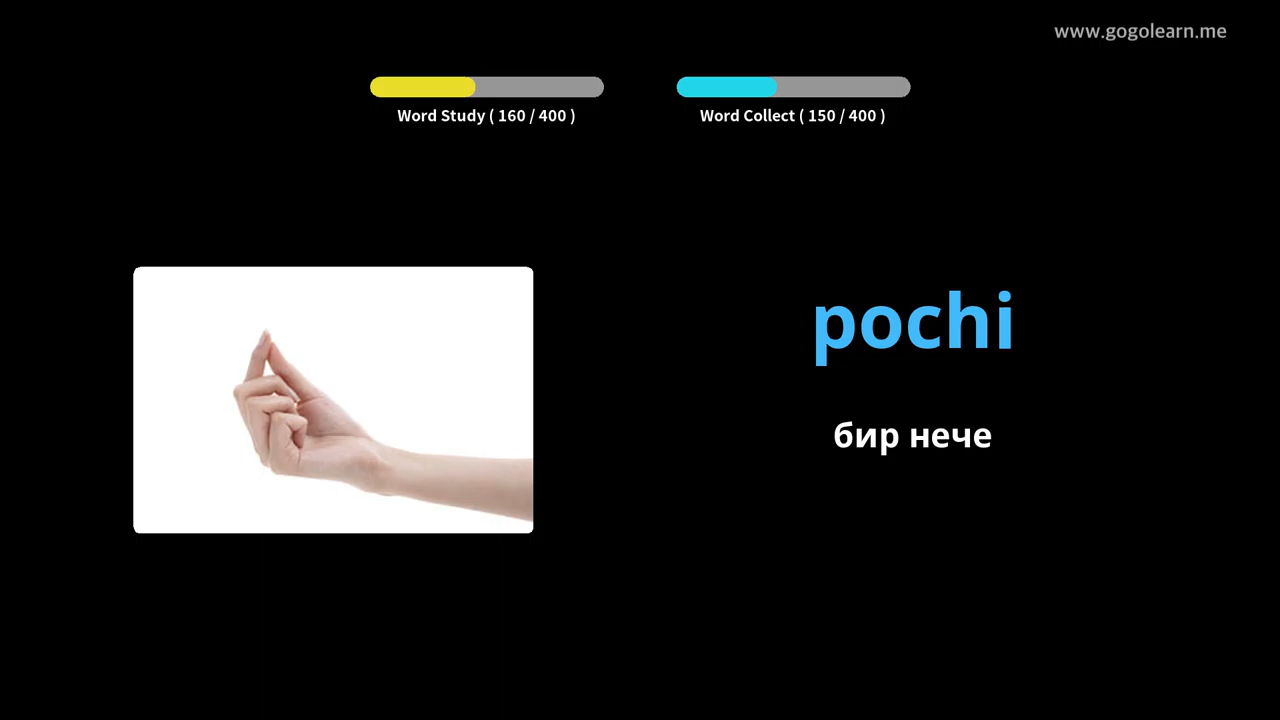 www.gogolearn.me
Word Study ( 160 / 400 )
Word Collect ( 150 / 400 )
pochi
бир нече